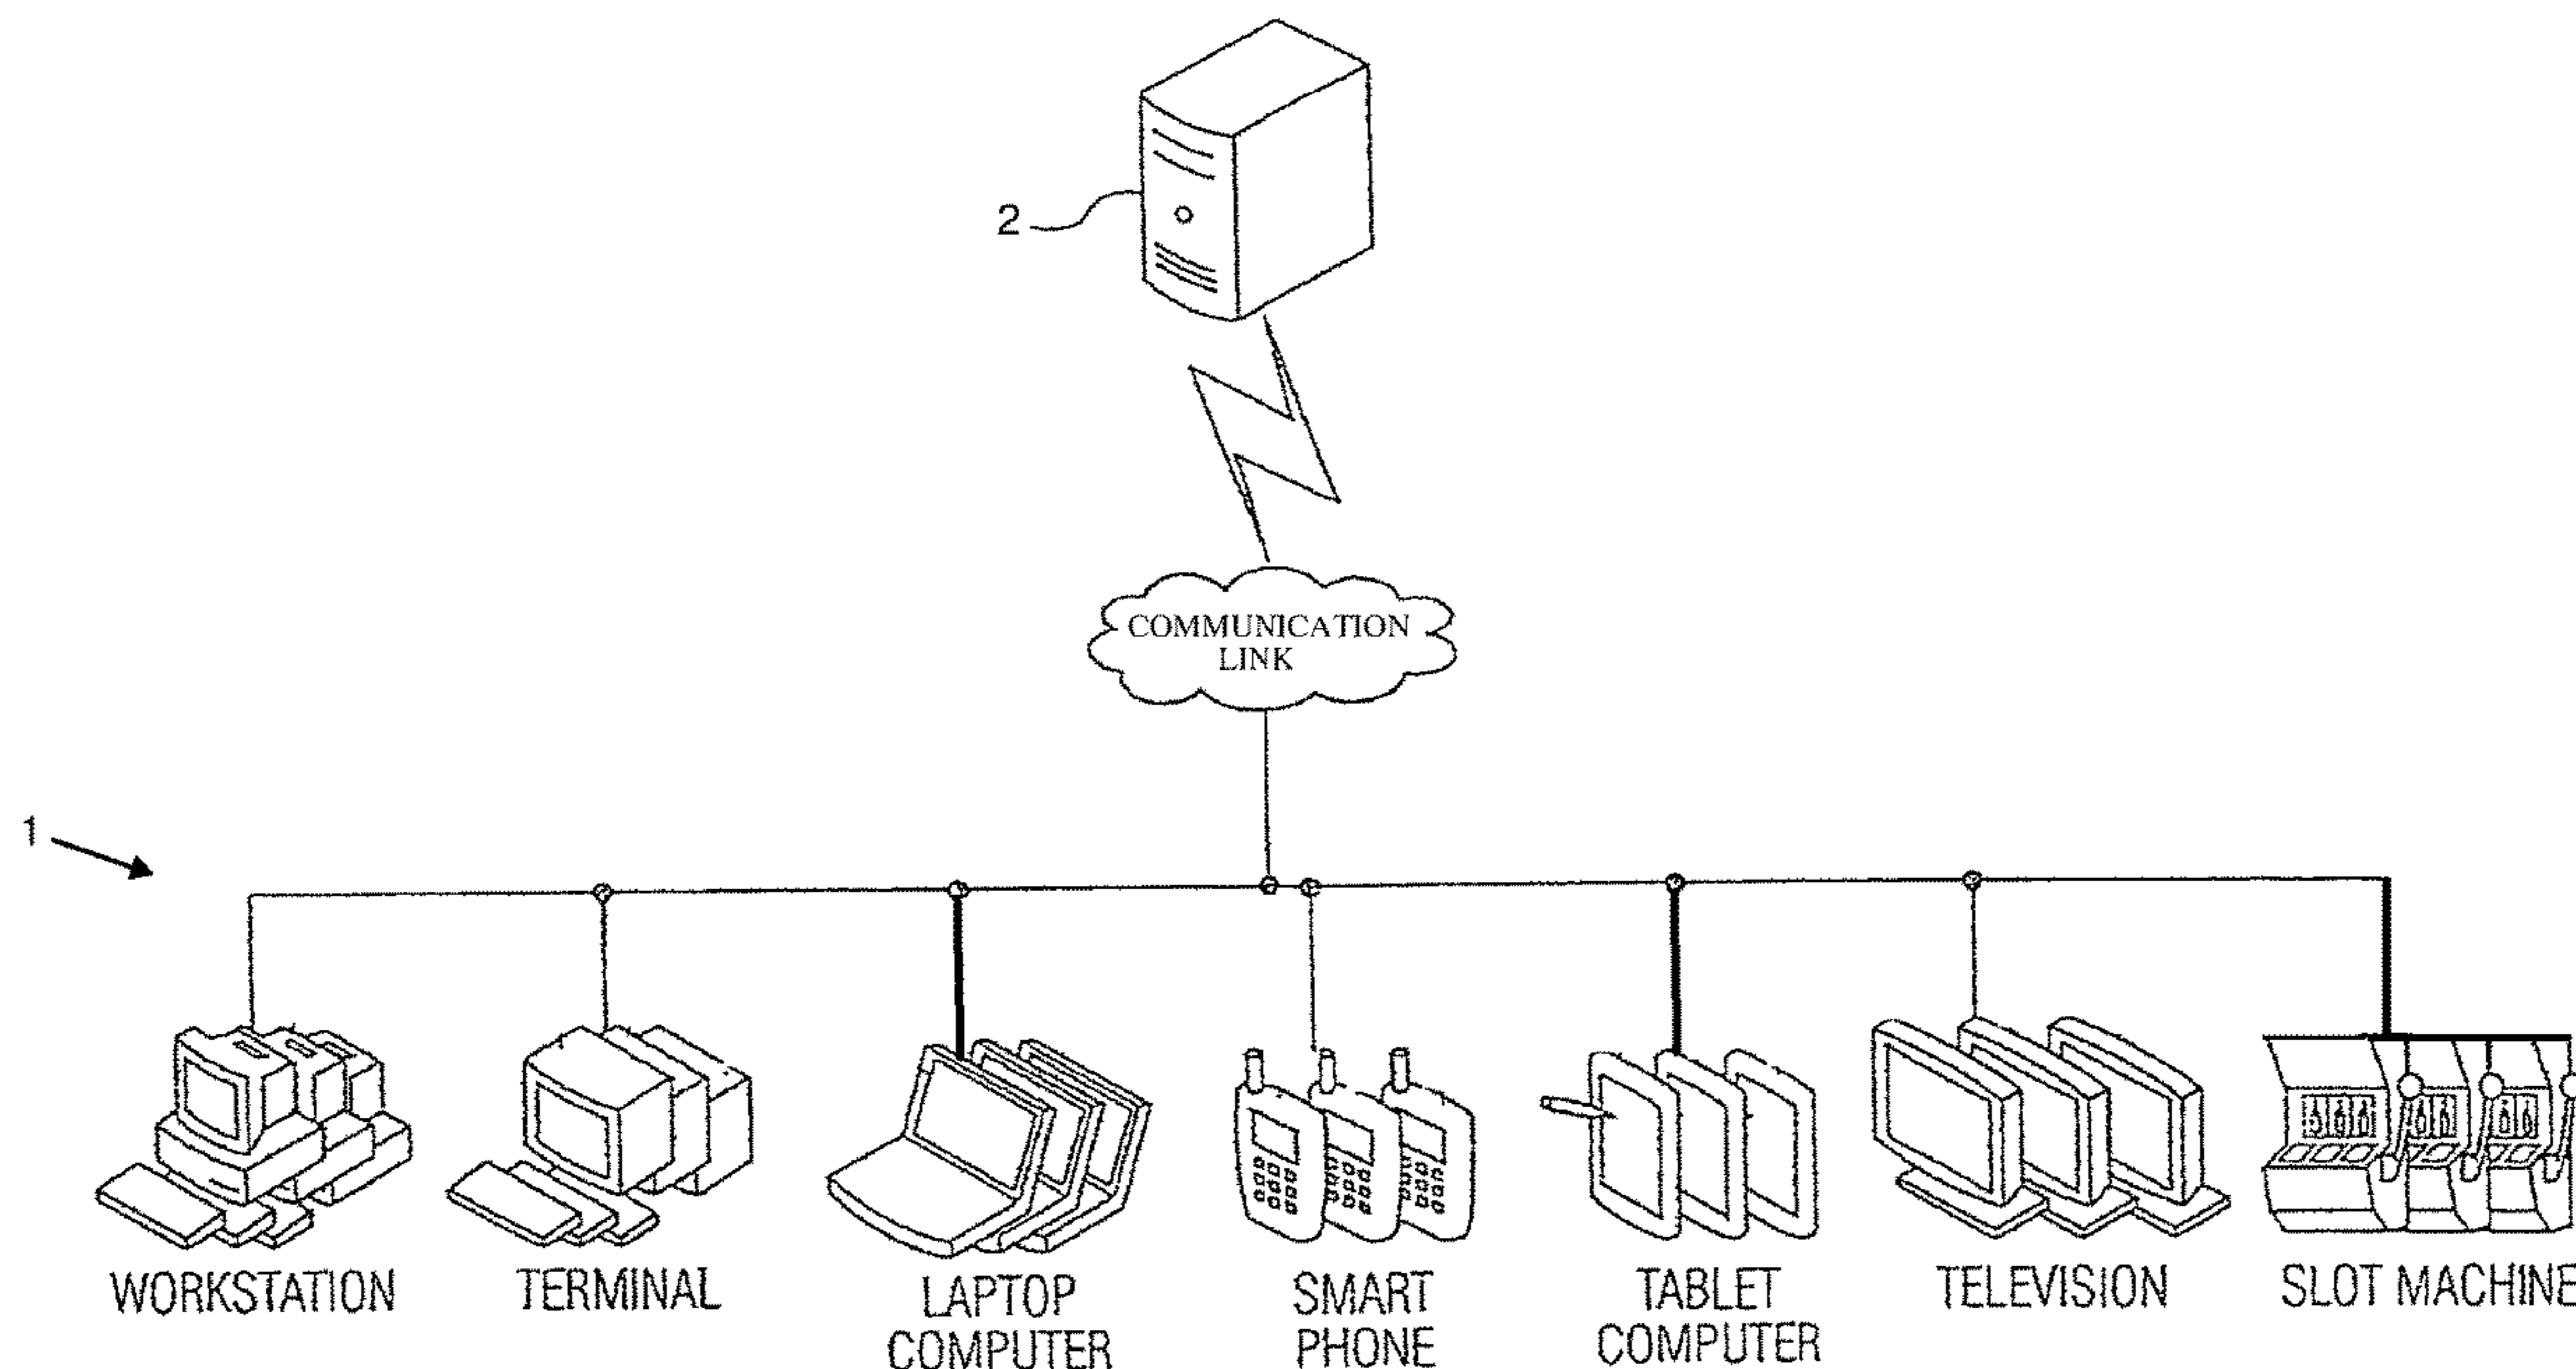 2
COMMUNICATION
LINK
1
WORKSTATION
TERMINAL
LAPTOP
COMPUTER
SMART
PHONE
TABLET
COMPUTER
TELEVISION
SLOT MACHINE